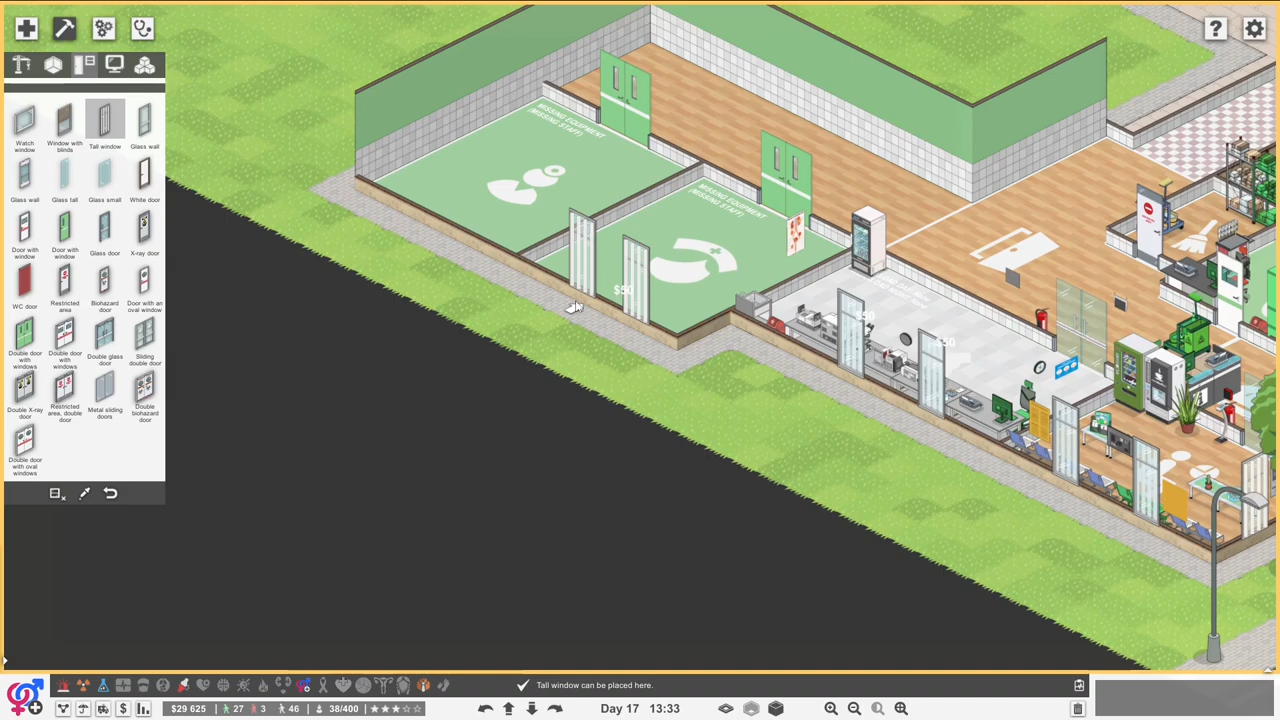 Watch window
Window with blinds
Tall window
Glass wall
Glass wall
Glass tall
Glass small
White door
Door with window
Door with window
Glass door
X-ray door
WC door
Restricted area
Biohazard door
Door with an oval window
Double door with windows
Double door with windows
Double glass door
Sliding double door
Double X-ray door
Restricted area, double door
Metal sliding doors
Double biohazard door
Double door with oval windows
MISSING EQUIPMENT
(MISSING STAFF)
MISSING EQUIPMENT
(MISSING STAFF)
$50
$50
$50
?
Tall window can be placed here.
$29 625
27
3
46
38/400
Day 17 13:33